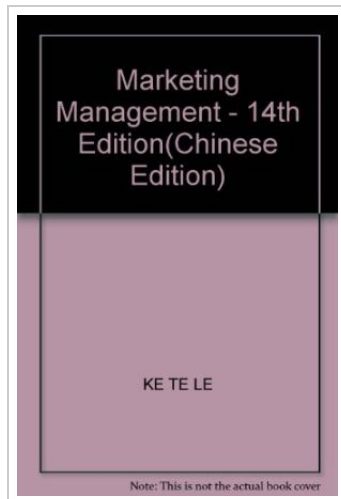 Marketing
Management - 14th
Edition(Chinese
Edition)
KE TE LE
Note: This is not the actual book cover